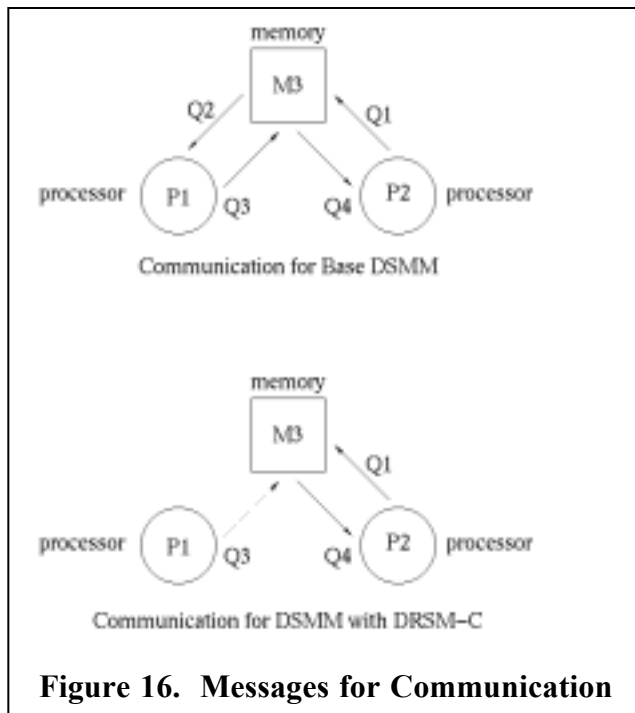 memory
M3
Q2
Q1
processor
P1
Q3
Q4
P2
processor
Communication for Base DSMM
memory
M3
Q1
processor
P1
Q3
Q4
P2
processor
Communication for DSMM with DRSM-C
Figure 16. Messages for Communication